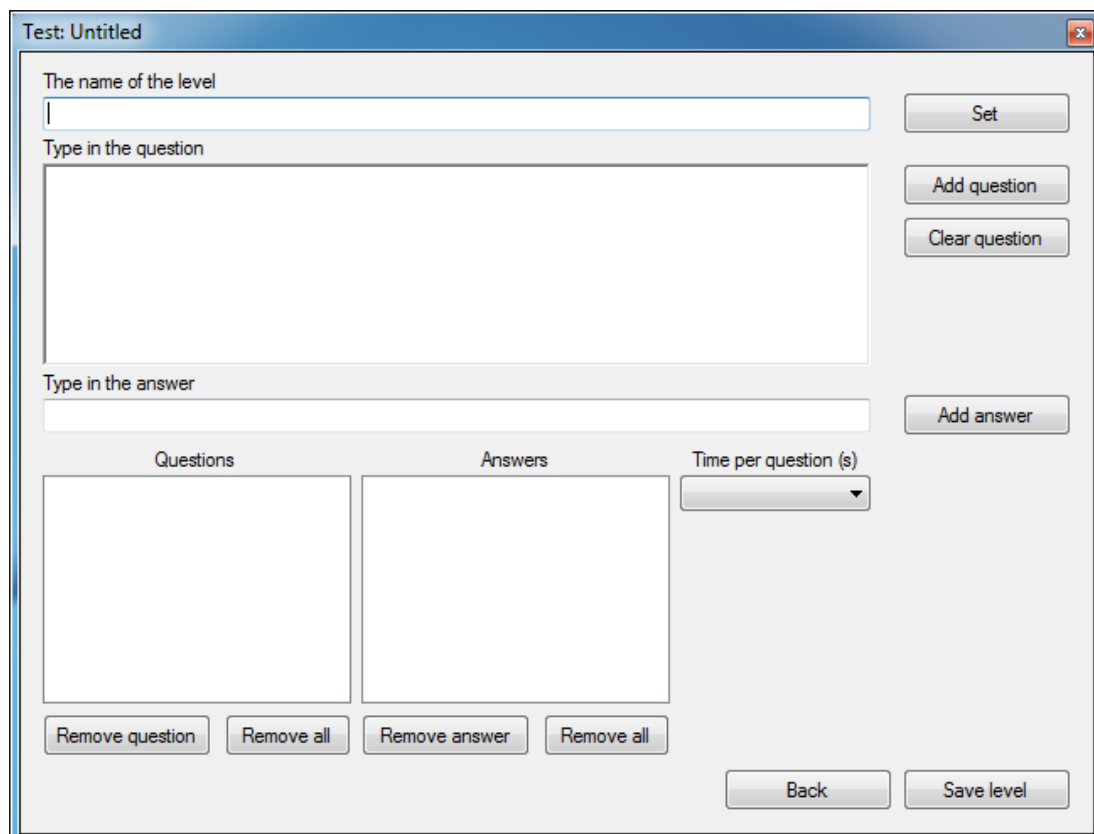 Test: Untitled
The name of the level
Set
Type in the question
Add question
Clear question
Type in the answer
Add answer
Questions Answers Time per question (s)
Remove question Remove all Remove answer Remove all
Back Save level